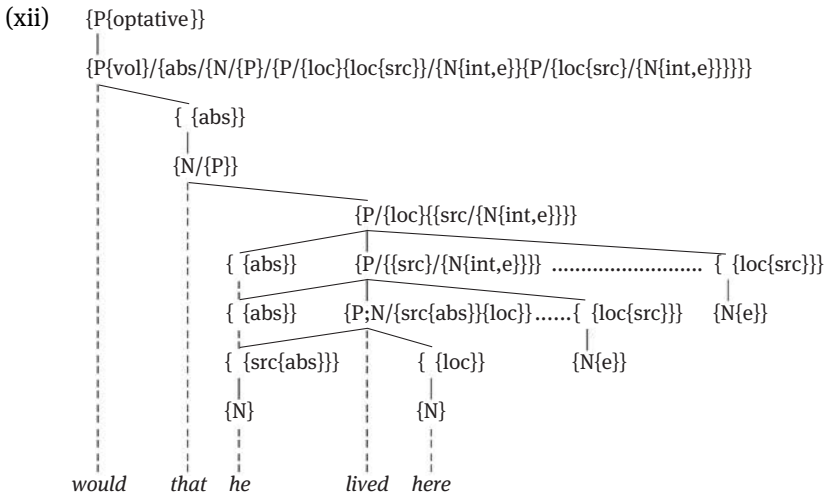 (xii) {P{optative}}
{P{vol}/{abs/{N/{P}/{P/{loc}{loc{src}}/{N{int,e}}{P/{loc{src}/{N{int,e}}}}}}
{ {abs}}
{N/{P}}
{P/{loc}{{src/{N{int,e}}}}
{ {abs}} {P/{{src}/{N{int,e}}}} ......................... { {loc{src}}}
{ {abs}} {P;N/{src{abs}}{loc}} ...... { {loc{src}}} {N{e}}
{ {src{abs}}} { {loc}} {N{e}}
{N} {N}
would that he lived here